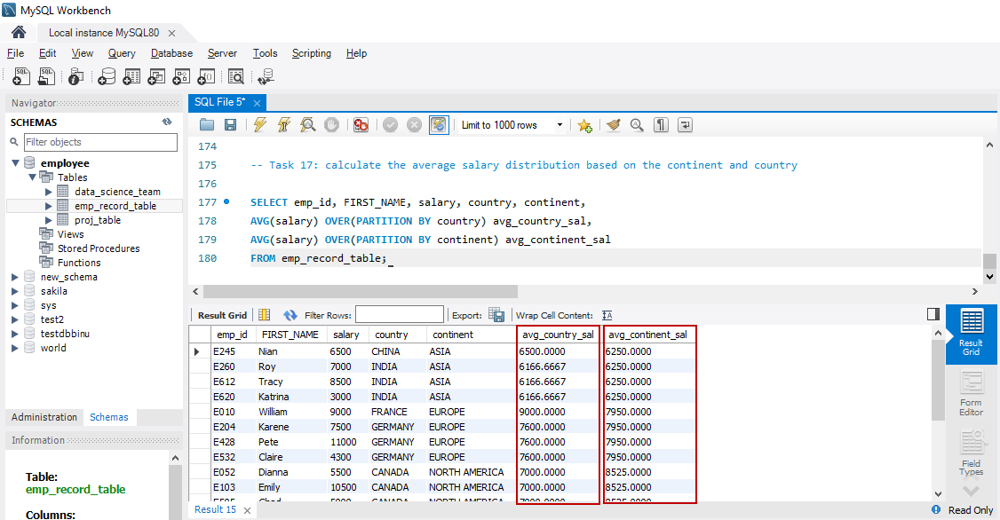 MySQL Workbench
Local instance MySQL80
File Edit View Query Database Server Tools Scripting Help
Navigator
SCHEMAS
Filter objects
employee
Tables
data_science_team
emp_record_table
proj_table
Views
Stored Procedures
Functions
new_schema
sakila
sys
test2
testdbbinu
world
Administration Schemas
Information
Table:
emp_record_table
Columns:
SQL File 5*
Limit to 1000 rows
174
175 -- Task 17: calculate the average salary distribution based on the continent and country
176
177 SELECT emp_id, FIRST_NAME, salary, country, continent,
178 AVG(salary) OVER(PARTITION BY country) avg_country_sal,
179 AVG(salary) OVER(PARTITION BY continent) avg_continent_sal
180 FROM emp_record_table;
Result Grid Filter Rows: Export: Wrap Cell Content: IA
emp_id FIRST_NAME salary country continent avg_country_sal avg_continent_sal
E245 Nian 6500 CHINA ASIA 6500.0000 6250.0000
E260 Roy 7000 INDIA ASIA 6166.6667 6250.0000
E612 Tracy 8500 INDIA ASIA 6166.6667 6250.0000
E620 Katrina 3000 INDIA ASIA 6166.6667 6250.0000
E010 William 9000 FRANCE EUROPE 9000.0000 7950.0000
E204 Karene 7500 GERMANY EUROPE 7600.0000 7950.0000
E428 Pete 11000 GERMANY EUROPE 7600.0000 7950.0000
E532 Claire 4300 GERMANY EUROPE 7600.0000 7950.0000
E052 Dianna 5500 CANADA NORTH AMERICA 7000.0000 8525.0000
E103 Emily 10500 CANADA NORTH AMERICA 7000.0000 8525.0000
CANADA NORTH AMERICA 7000.0000 8525.0000
Result
Grid
Form
Editor
Field
Types
Result 15
Read Only